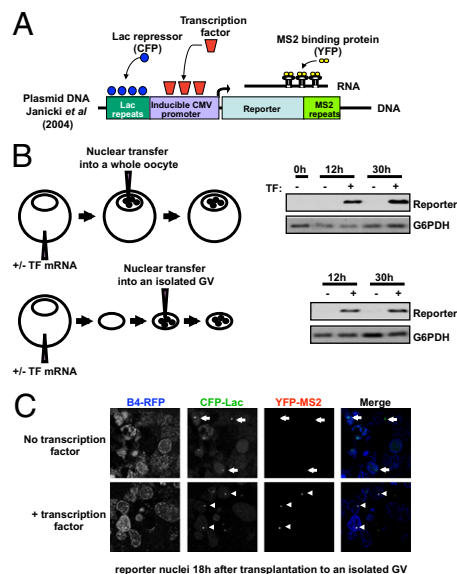 A
Lac repressor
(CFP)
Transcription
factor
MS2 binding protein
(YFP)
RNA
Plasmid DNA
Janicki et al
(2004)
Lac
repeats
Inducible CMV
promoter
Reporter
MS2
repeats
DNA
B
Nuclear transfer
into a whole oocyte
+/- TF mRNA
0h 12h 30h
TF: - - + - +
Reporter
G6PDH
Nuclear transfer
into an isolated GV
+/- TF mRNA
12h 30h
- + - +
Reporter
G6PDH
C
B4-RFP CFP-Lac YFP-MS2 Merge
No transcription
factor
+ transcription
factor
reporter nuclei 18h after transplantation to an isolated GV